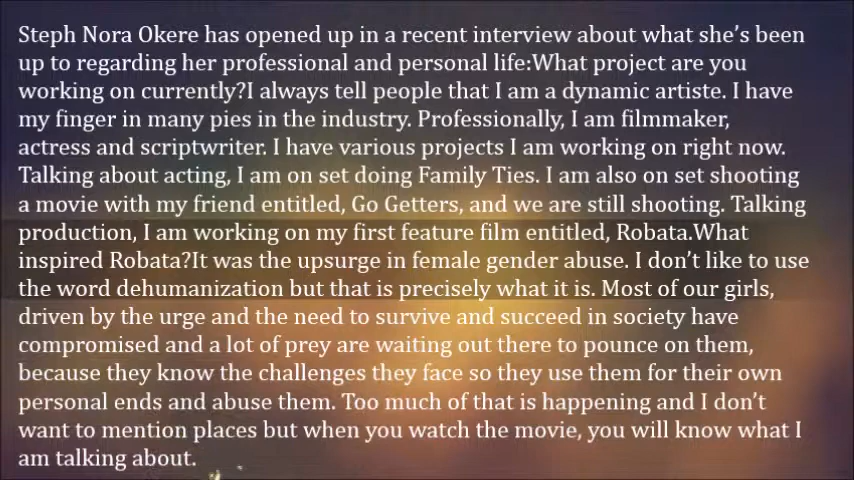 Steph Nora Okere has opened up in a recent interview about what she’s been
up to regarding her professional and personal life:What project are you
working on currently?I always tell people that I am a dynamic artiste. I have
my finger in many pies in the industry. Professionally, I am filmmaker,
actress and scriptwriter. I have various projects I am working on right now.
Talking about acting, I am on set doing Family Ties. I am also on set shooting
a movie with my friend entitled, Go Getters, and we are still shooting. Talking
production, I am working on my first feature film entitled, Robata.What
inspired Robata?It was the upsurge in female gender abuse. I don’t like to use
the word dehumanization but that is precisely what it is. Most of our girls,
driven by the urge and the need to survive and succeed in society have
compromised and a lot of prey are waiting out there to pounce on them,
because they know the challenges they face so they use them for their own
personal ends and abuse them. Too much of that is happening and I don’t
want to mention places but when you watch the movie, you will know what I
am talking about.